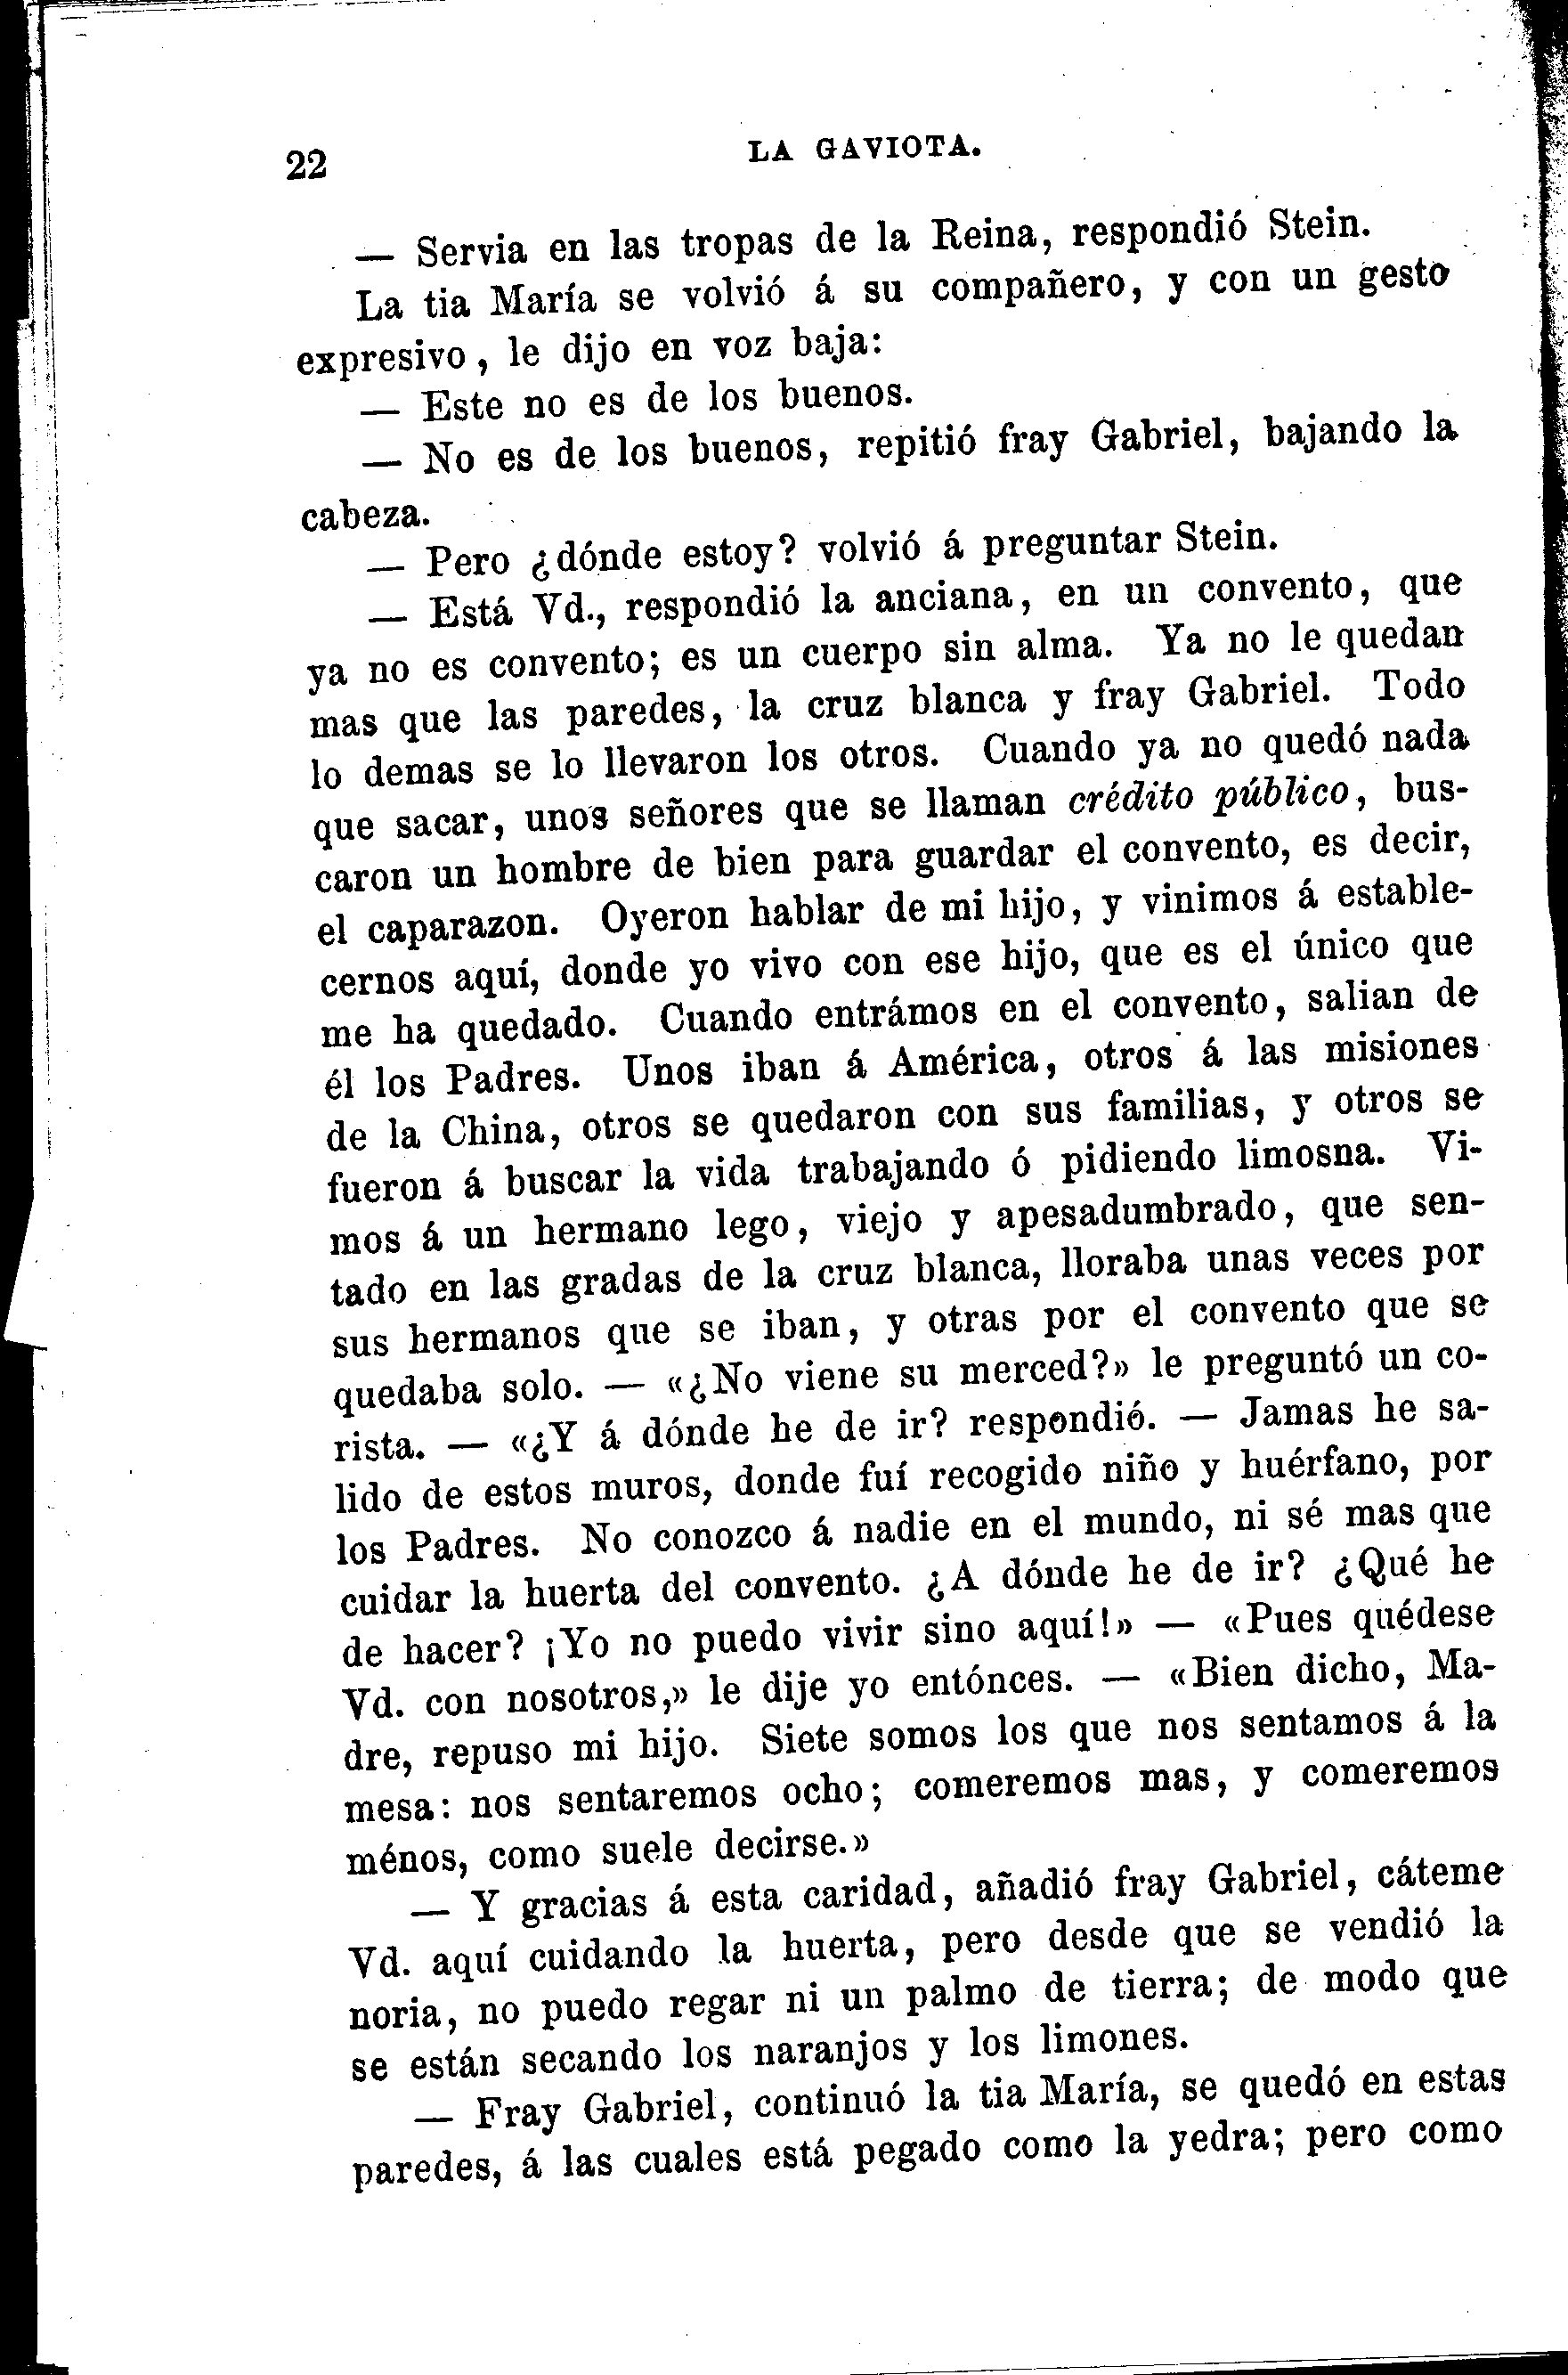 22
LA GAVIOTA.
— Servia en las tropas de la Reina, respondió Stein.
La tia María se volvió á su compañero, y con un gesto
expresivo, le dijo en voz baja:
— Este no es de los buenos.
— No es de los buenos, repitió fray Gabriel, bajando la
cabeza.
— Pero ¿dónde estoy? volvió á preguntar Stein.
— Está Vd., respondió la anciana, en un convento, que
ya no es convento; es un cuerpo sin alma. Ya no le quedan
mas que las paredes, la cruz blanca y fray Gabriel. Todo
lo demas se lo llevaron los otros. Cuando ya no quedó nada
que sacar, unos señores que se llaman crédito público, bus-
caron un hombre de bien para guardar el convento, es decir,
el caparazon. Oyeron hablar de mi hijo, y vinimos á estable-
cernos aquí, donde yo vivo con ese hijo, que es el único que
me ha quedado. Cuando entrámos en el convento, salian de
él los Padres. Unos iban á América, otros á las misiones
de la China, otros se quedaron con sus familias, y otros se
fueron á buscar la vida trabajando ó pidiendo limosna. Vi-
mos á un hermano lego, viejo y apesadumbrado, que sen-
tado en las gradas de la cruz blanca, lloraba unas veces por
sus hermanos que se iban, y otras por el convento que se
quedaba solo. — «¿No viene su merced?» le preguntó un co-
rista. — «¿Y á dónde he de ir? respondió. — Jamas he sa-
lido de estos muros, donde fuí recogido niño y huérfano, por
los Padres. No conozco á nadie en el mundo, ni sé mas que
cuidar la huerta del convento. ¿A dónde he de ir? ¿Qué he
de hacer? ¡Yo no puedo vivir sino aquí!» — «Pues quédese
Vd. con nosotros,» le dije yo entónces. — «Bien dicho, Ma-
dre, repuso mi hijo. Siete somos los que nos sentamos á la
mesa: nos sentaremos ocho; comeremos mas, y comeremos
ménos, como suele decirse.»
— Y gracias á esta caridad, añadió fray Gabriel, cáteme
Vd. aquí cuidando la huerta, pero desde que se vendió la
noria, no puedo regar ni un palmo de tierra; de modo que
se están secando los naranjos y los limones.
— Fray Gabriel, continuó la tia María, se quedó en estas
paredes, á las cuales está pegado como la yedra; pero como